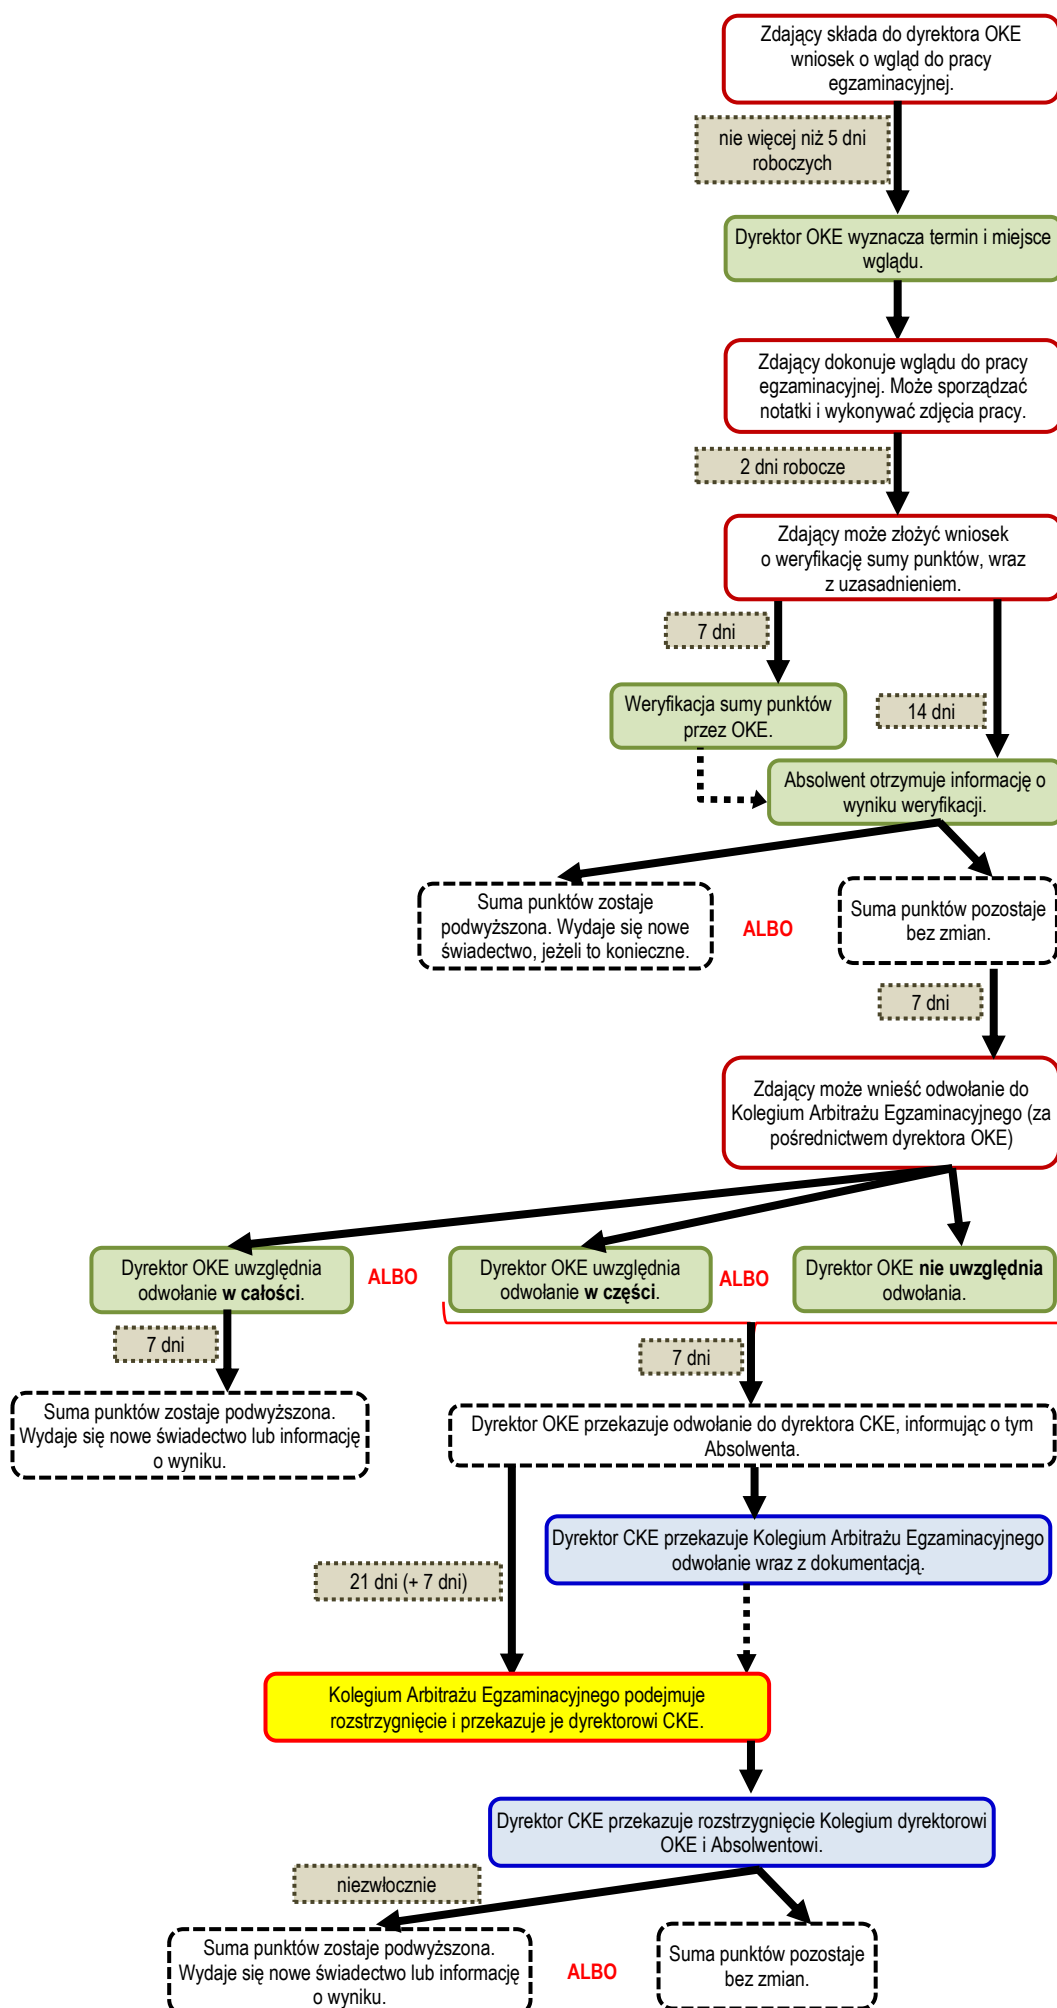 Zdający składa do dyrektora OKE
wniosek o wgląd do pracy
egzaminacyjnej.
nie więcej niż 5 dni
roboczych
Dyrektor OKE wyznacza termin i miejsce
wglądu.
Zdający dokonuje wglądu do pracy
egzaminacyjnej. Może sporządzać
notatki i wykonywać zdjęcia pracy.
2 dni robocze
Zdający może złożyć wniosek
o weryfikację sumy punktów, wraz
z uzasadnieniem.
7 dni
Weryfikacja sumy punktów
przez OKE.
14 dni
Absolwent otrzymuje informację o
wyniku weryfikacji.
Suma punktów zostaje
podwyższona. Wydaje się nowe
świadectwo, jeżeli to konieczne.
ALBO
Suma punktów pozostaje
bez zmian.
7 dni
Zdający może wnieść odwołanie do
Kolegium Arbitrażu Egzaminacyjnego (za
pośrednictwem dyrektora OKE)
Dyrektor OKE uwzględnia
odwołanie w całości.
ALBO
Dyrektor OKE uwzględnia
odwołanie w części.
ALBO
Dyrektor OKE nie uwzględnia
odwołania.
7 dni
7 dni
Suma punktów zostaje podwyższona.
Wydaje się nowe świadectwo lub informację
o wyniku.
Dyrektor OKE przekazuje odwołanie do dyrektora CKE, informując o tym
Absolwenta.
Dyrektor CKE przekazuje Kolegium Arbitrażu Egzaminacyjnego
odwołanie wraz z dokumentacją.
21 dni (+ 7 dni)
Kolegium Arbitrażu Egzaminacyjnego podejmuje
rozstrzygnięcie i przekazuje je dyrektorowi CKE.
Dyrektor CKE przekazuje rozstrzygnięcie Kolegium dyrektorowi
OKE i Absolwentowi.
niezwłocznie
Suma punktów zostaje podwyższona.
Wydaje się nowe świadectwo lub informację
o wyniku.
ALBO
Suma punktów pozostaje
bez zmian.